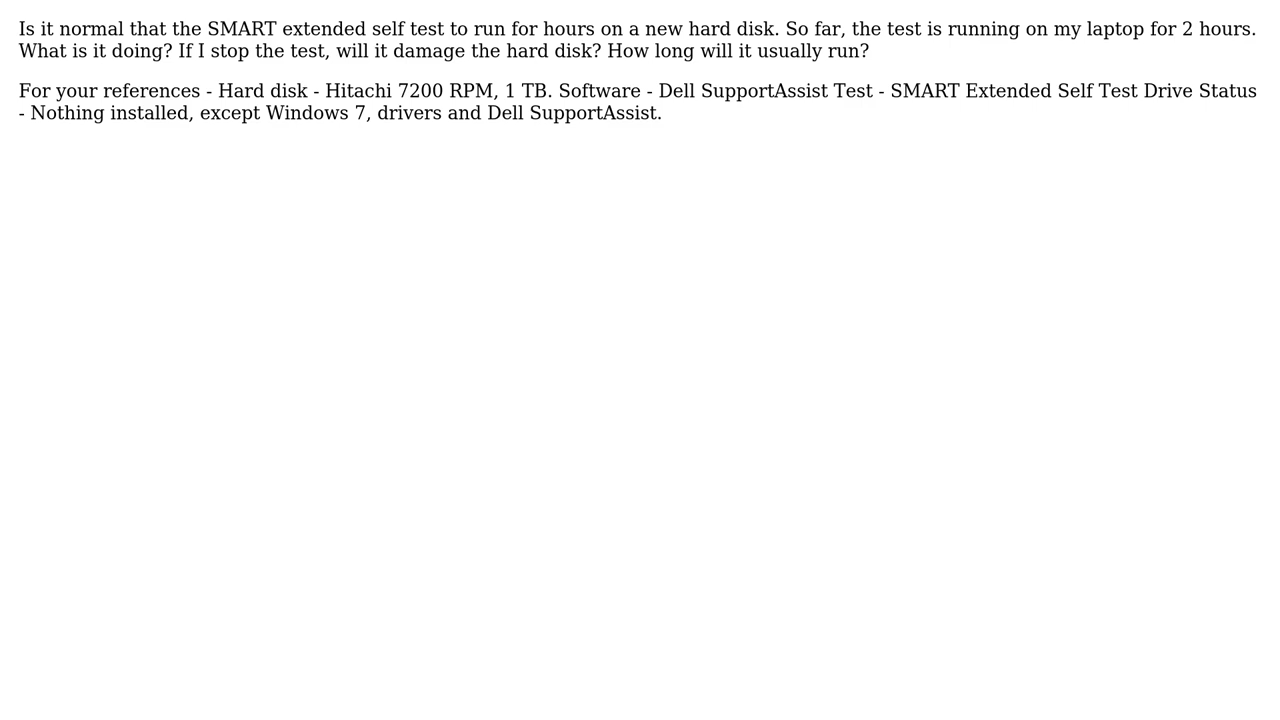 Is it normal that the SMART extended self test to run for hours on a new hard disk. So far, the test is running on my laptop for 2 hours.
What is it doing? If I stop the test, will it damage the hard disk? How long will it usually run?
For your references - Hard disk - Hitachi 7200 RPM, 1 TB. Software - Dell SupportAssist Test - SMART Extended Self Test Drive Status
- Nothing installed, except Windows 7, drivers and Dell SupportAssist.